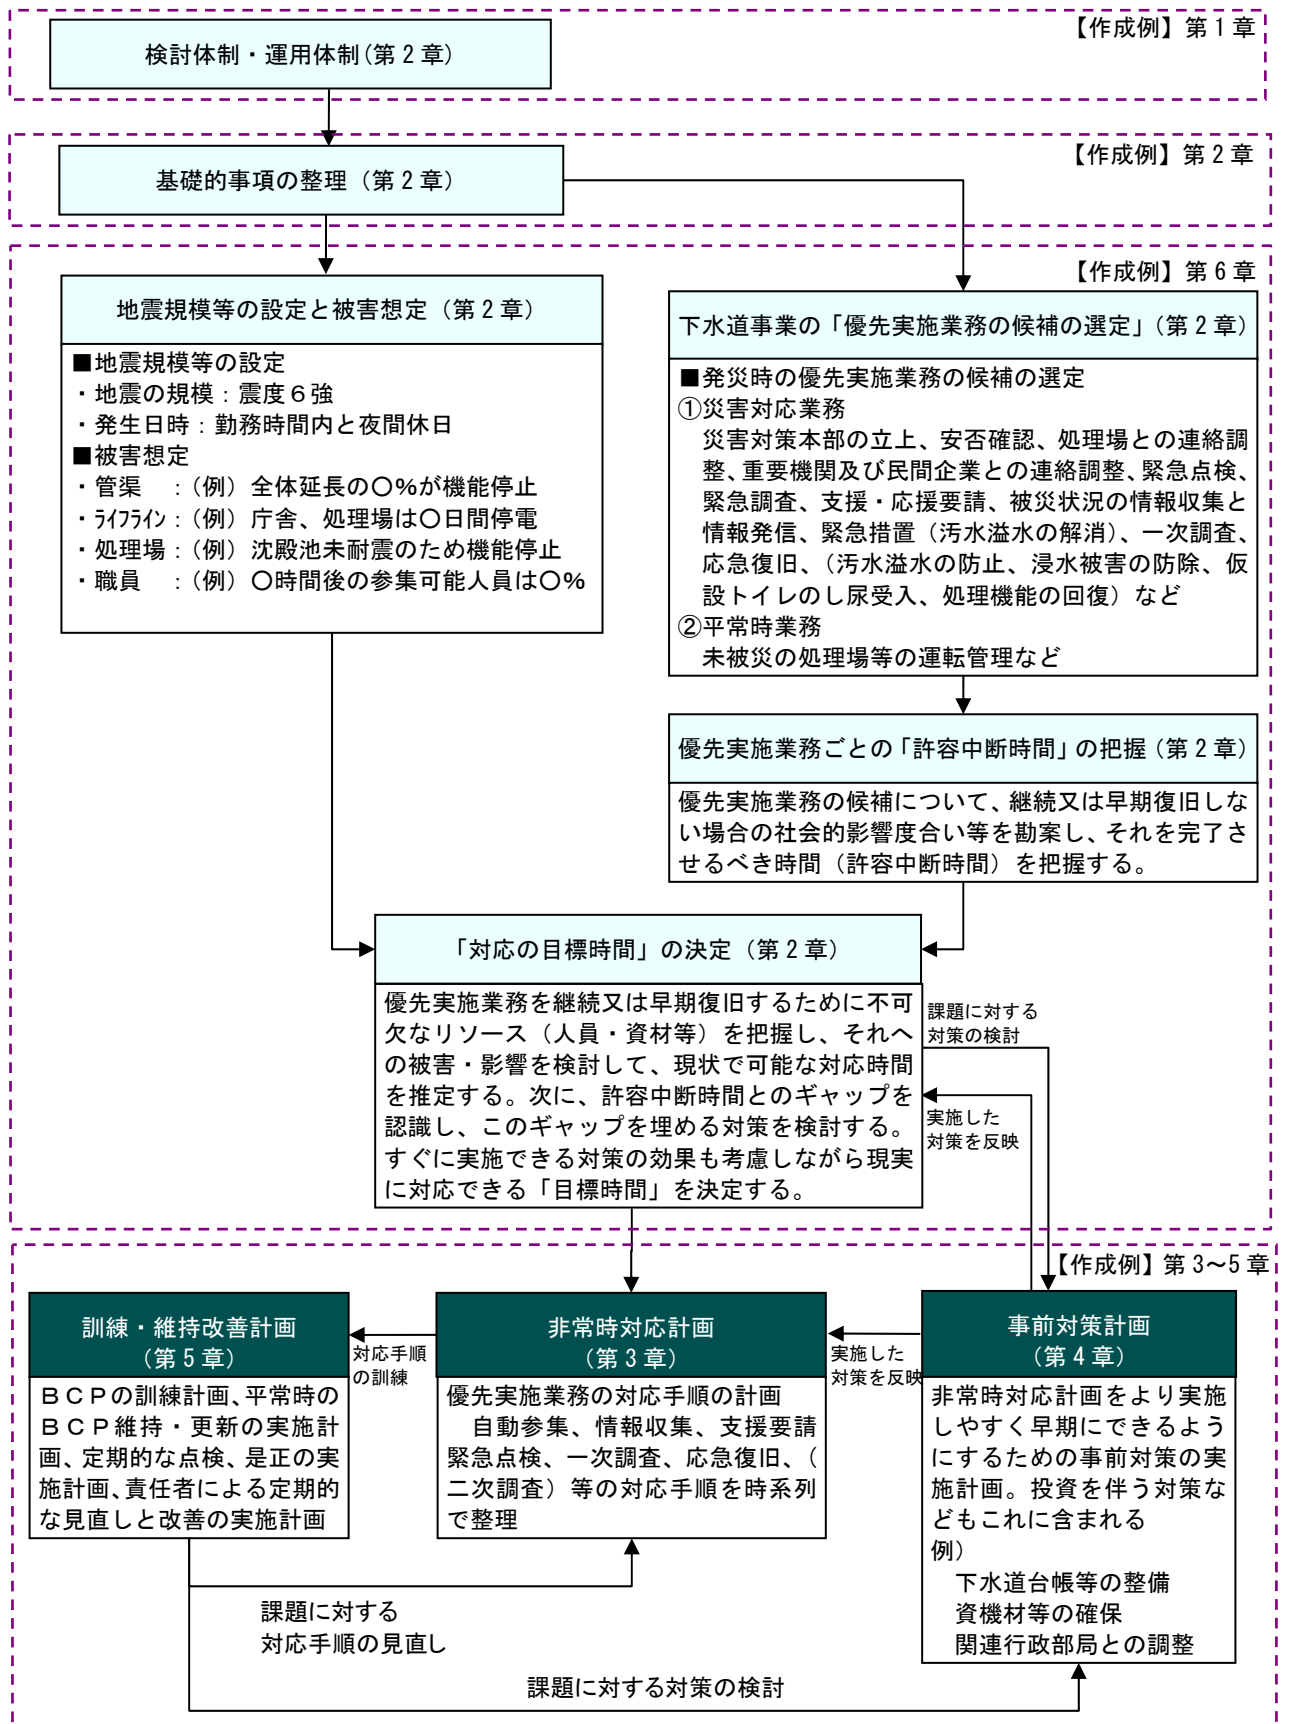 【作成例】第1章
検討体制・運用体制(第2章)
【作成例】第2章
基礎的事項の整理（第2章）
【作成例】第6章
地震規模等の設定と被害想定（第2章）
■地震規模等の設定
・地震の規模：震度6強
・発生日時：勤務時間内と夜間休日
■被害想定
・管渠　：（例）全体延長の〇%が機能停止
・ﾗｲﾌﾗｲﾝ：（例）庁舎、処理場は〇日間停電
・処理場：（例）沈殿池未耐震のため機能停止
・職員　：（例）〇時間後の参集可能人員は〇%
下水道事業の「優先実施業務の候補の選定」（第2章）
■発災時の優先実施業務の候補の選定
①災害対応業務
災害対策本部の立上、安否確認、処理場との連絡調
整、重要機関及び民間企業との連絡調整、緊急点検、
緊急調査、支援・応援要請、被災状況の情報収集と
情報発信、緊急措置（汚水溢水の解消）、一次調査、
応急復旧、（汚水溢水の防止、浸水被害の防除、仮
設トイレのし尿受入、処理機能の回復）など
②平常時業務
未被災の処理場等の運転管理など
優先実施業務ごとの「許容中断時間」の把握（第2章）
優先実施業務の候補について、継続又は早期復旧しな
い場合の社会的影響度合い等を勘案し、それを完了さ
せるべき時間（許容中断時間）を把握する。
「対応の目標時間」の決定（第2章）
優先実施業務を継続又は早期復旧するために不可
欠なリソース（人員・資材等）を把握し、それへ
の被害・影響を検討して、現状で可能な対応時間
を推定する。次に、許容中断時間とのギャップを
認識し、このギャップを埋める対策を検討する。
すぐに実施できる対策の効果も考慮しながら現実
に対応できる「目標時間」を決定する。
課題に対する
対策の検討
実施した
対策を反映
【作成例】第3～5章
訓練・維持改善計画
（第5章）
ＢＣＰの訓練計画、平常時の
ＢＣＰ維持・更新の実施計
画、定期的な点検、是正の実
施計画、責任者による定期的
な見直しと改善の実施計画
対応手順
の訓練
非常時対応計画
（第3章）
優先実施業務の対応手順の計画
自動参集、情報収集、支援要請
緊急点検、一次調査、応急復旧、（
二次調査）等の対応手順を時系列
で整理
実施した
対策を反映
事前対策計画
（第4章）
非常時対応計画をより実施
しやすく早期にできるよう
にするための事前対策の実
施計画。投資を伴う対策な
どもこれに含まれる
例）
下水道台帳等の整備
資機材等の確保
関連行政部局との調整
課題に対する
対応手順の見直し
課題に対する対策の検討